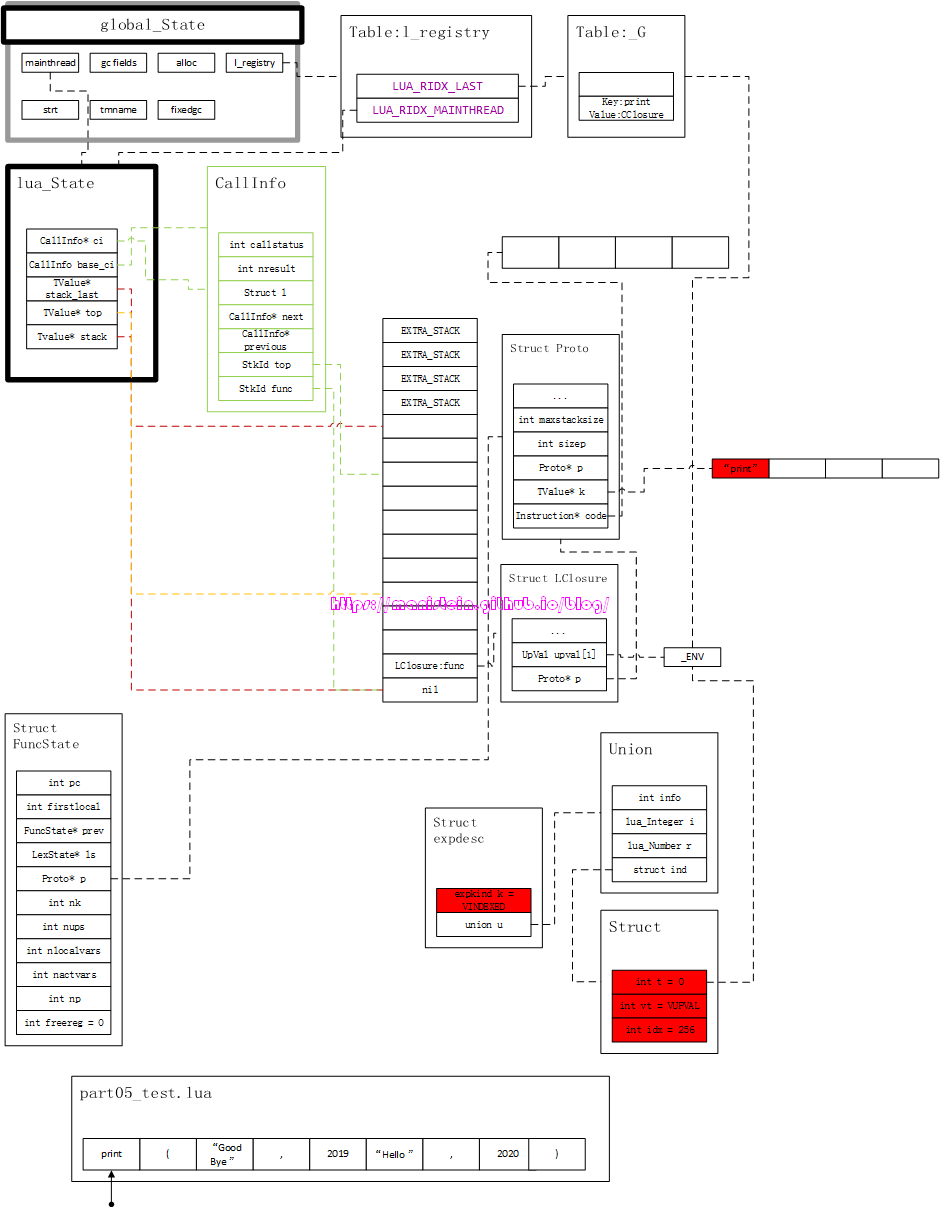 global_State
mainthread
gc fields
alloc
l_registry
strt
tmname
fixedgc
Table:l_registry
LUA_RIDX_LAST
LUA_RIDX_MAINTHREAD
Table:_G
Key:print
Value:CClosure
lua_State
CallInfo* ci
CallInfo base_ci
TValue*
stack_last
TValue* top
Tvalue* stack
CallInfo
int callstatus
int nresult
Struct l
CallInfo* next
CallInfo*
previous
StkId top
StkId func
EXTRA_STACK
EXTRA_STACK
EXTRA_STACK
EXTRA_STACK
LClosure:func
nil
Struct Proto
...
int maxstacksize
int sizep
Proto* p
TValue* k
Instruction* code
“print”
https://manistein.github.io/blog/
Struct LClosure
...
UpVal upval[1]
Proto* p
_ENV
Struct
FuncState
int pc
int firstlocal
FuncState* prev
LexState* ls
Proto* p
int nk
int nups
int nlocalvars
int nactvars
int np
int freereg = 0
Struct
expdesc
expkind k =
VINDEXED
union u
Union
int info
lua_Integer i
lua_Number r
struct ind
Struct
int t = 0
int vt = VUPVAL
int idx = 256
part05_test.lua
print
(
“Good
Bye ”
,
2019
“Hello ”
,
2020
)